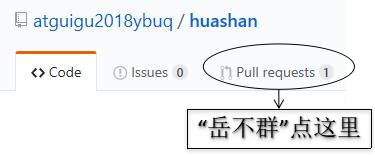 atguigu2018ybuq / huashan
Code Issues 0 Pull requests 1
“岳不群”点这里